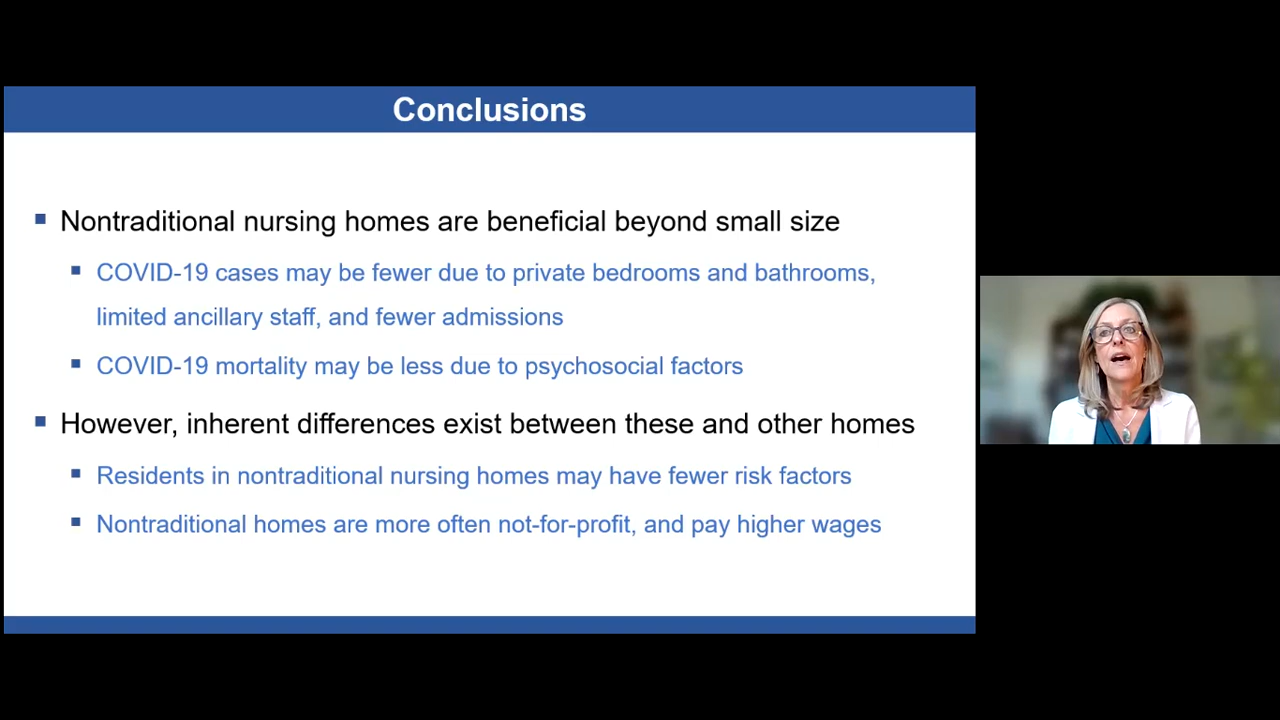 Conclusions
Nontraditional nursing homes are beneficial beyond small size
COVID-19 cases may be fewer due to private bedrooms and bathrooms,
limited ancillary staff, and fewer admissions
COVID-19 mortality may be less due to psychosocial factors
However, inherent differences exist between these and other homes
Residents in nontraditional nursing homes may have fewer risk factors
Nontraditional homes are more often not-for-profit, and pay higher wages